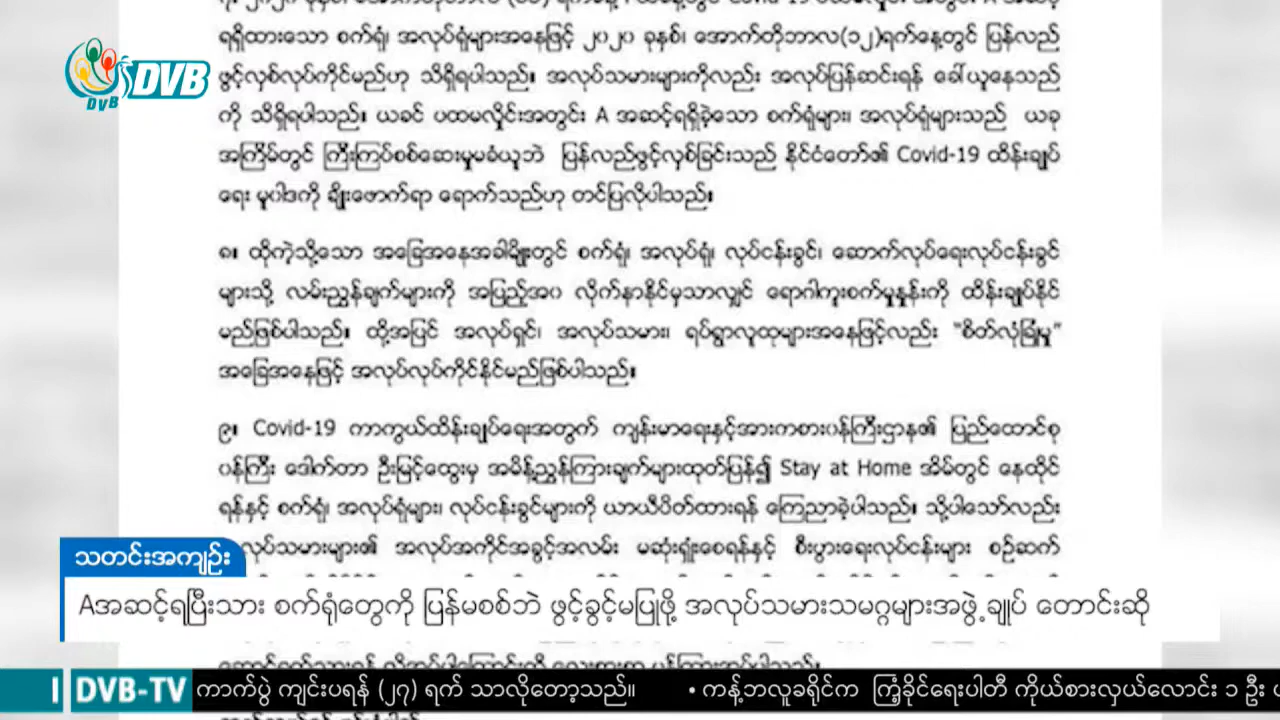 ရရှိထားသော စက်ရုံ၊ အလုပ်ရုံများအနေဖြင့် ၂၀၂၀ ခုနှစ်၊ အောက်တိုဘာလ(၁၂)ရက်နေ့တွင် ပြန်လည်
ဖွင့်လှစ်လုပ်ကိုင်မည်ဟု သိရှိရပါသည်။ အလုပ်သမားများကိုလည်း အလုပ်ပြန်ဆင်းရန် ခေါ်ယူနေသည်
ကို သိရှိရပါသည်။ ယခင် ပထမလှိုင်းအတွင်း A အဆင့်ရရှိခဲ့သော စက်ရုံများ၊ အလုပ်ရုံများသည် ယခု
အကြိမ်တွင် ကြီးကြပ်စစ်ဆေးမှုမခံယူဘဲ ပြန်လည်ဖွင့်လှစ်ခြင်းသည် နိုင်ငံတော်၏ Covid-19 ထိန်းချုပ်
ရေး မူဝါဒကို ချိုးဖောက်ရာ ရောက်သည်ဟု တင်ပြလိုပါသည်။
၈။ ထိုကဲ့သို့သော အခြေအနေအခါမျိုးတွင် စက်ရုံ၊ အလုပ်ရုံ၊ လုပ်ငန်းခွင်၊ ဆောက်လုပ်ရေးလုပ်ငန်းခွင်
များသို့ လမ်းညွှန်ချက်များကို အပြည့်အဝ လိုက်နာနိုင်မှသာလျှင် ရောဂါကူးစက်မှုနှုန်းကို ထိန်းချုပ်နိုင်
မည်ဖြစ်ပါသည်။ ထို့အပြင် အလုပ်ရှင်၊ အလုပ်သမား၊ ရပ်ရွာလူထုများအနေဖြင့်လည်း "စိတ်လုံခြုံမှု"
အခြေအနေဖြင့် အလုပ်လုပ်ကိုင်နိုင်မည်ဖြစ်ပါသည်။
၉။ Covid-19 ကာကွယ်ထိန်းချုပ်ရေးအတွက် ကျန်းမာရေးနှင့်အားကစားဝန်ကြီးဌာန၏ ပြည်ထောင်စု
ဝန်ကြီး ဒေါက်တာ ဦးမြင့်ထွေးမှ အမိန့်ညွှန်ကြားချက်များထုတ်ပြန်၍ Stay at Home အိမ်တွင် နေထိုင်
ရန်နှင့် စက်ရုံ၊ အလုပ်ရုံများ၊ လုပ်ငန်းခွင်များကို ယာယီပိတ်ထားရန် ကြေညာခဲ့ပါသည်။ သို့ပါသော်လည်း
လုပ်သမားများ၏ အလုပ်အကိုင်အခွင့်အလမ်း မဆုံးရှုံးစေရန်နှင့် စီးပွားရေးလုပ်ငန်းများ စဉ်ဆက်
DVB
DVB
သတင်းအကျဉ်း
Aအဆင့်ရပြီးသား စက်ရုံတွေကို ပြန်မစစ်ဘဲ ဖွင့်ခွင့်မပြုဖို့ အလုပ်သမားသမဂ္ဂများအဖွဲ့ချုပ် တောင်းဆို
DVB-TV ကာက်ပွဲ ကျင်းပရန် (၂၇) ရက် သာလိုတော့သည်။ • ကန့်ဘလူခရိုင်က ကြံ့ခိုင်ရေးပါတီ ကိုယ်စားလှယ်လောင်း ၁ ဦး